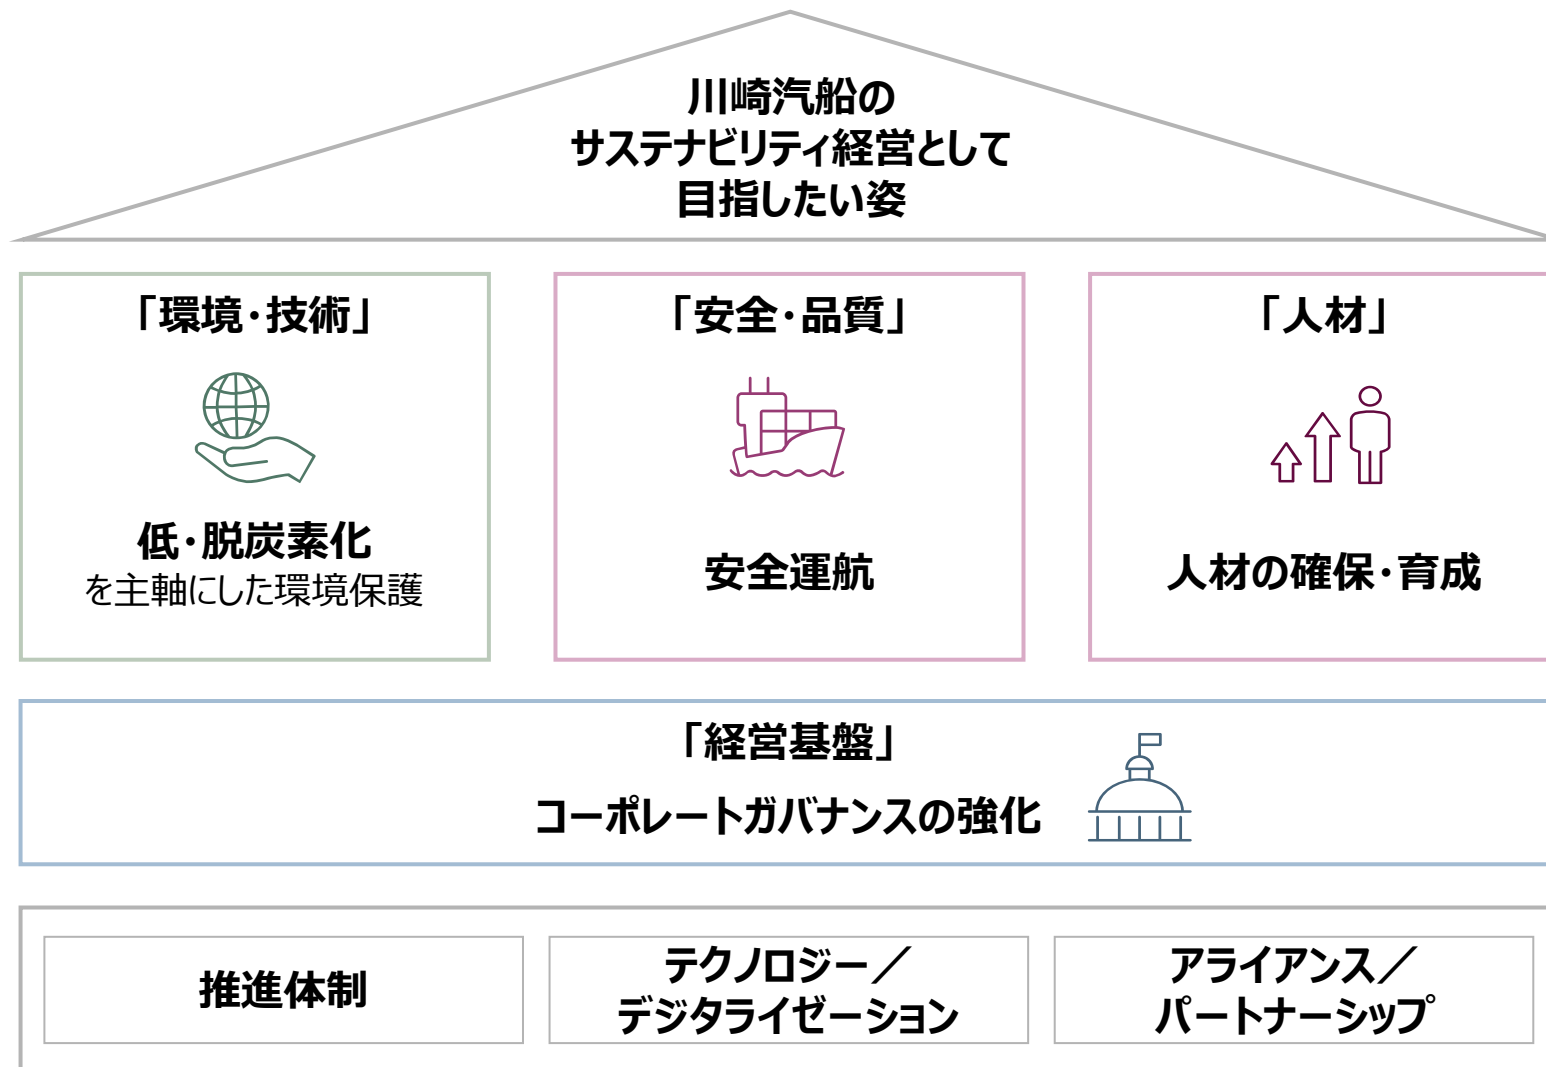 川崎汽船の
サステナビリティ経営として
目指したい姿
「環境・技術」
低・脱炭素化
を主軸にした環境保護
「安全・品質」
安全運航
「人材」
人材の確保・育成
「経営基盤」
コーポレートガバナンスの強化
推進体制
テクノロジー／
デジタライゼーション
アライアンス／
パートナーシップ